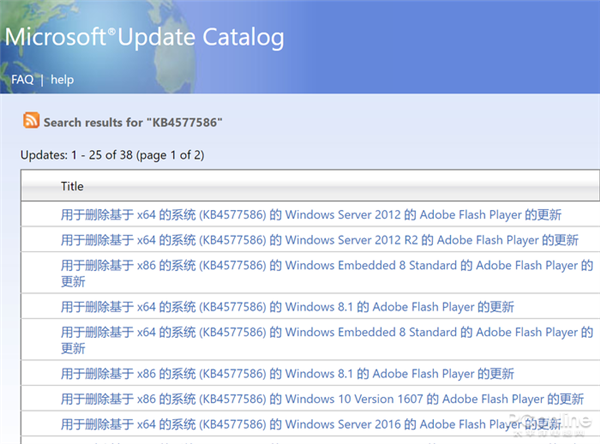 Microsoft®Update Catalog
FAQ | help
Search results for "KB4577586"
Updates: 1 - 25 of 38 (page 1 of 2)
Title
用于删除基于 x64 的系统 (KB4577586) 的 Windows Server 2012 的 Adobe Flash Player 的更新
用于删除基于 x64 的系统 (KB4577586) 的 Windows Server 2012 R2 的 Adobe Flash Player 的更新
用于删除基于 x86 的系统 (KB4577586) 的 Windows Embedded 8 Standard 的 Adobe Flash Player 的
更新
用于删除基于 x64 的系统 (KB4577586) 的 Windows 8.1 的 Adobe Flash Player 的更新
用于删除基于 x64 的系统 (KB4577586) 的 Windows Embedded 8 Standard 的 Adobe Flash Player 的
更新
用于删除基于 x86 的系统 (KB4577586) 的 Windows 8.1 的 Adobe Flash Player 的更新
用于删除基于 x86 的系统 (KB4577586) 的 Windows 10 Version 1607 的 Adobe Flash Player 的更新
用于删除基于 x64 的系统 (KB4577586) 的 Windows Server 2016 的 Adobe Flash Player 的更新